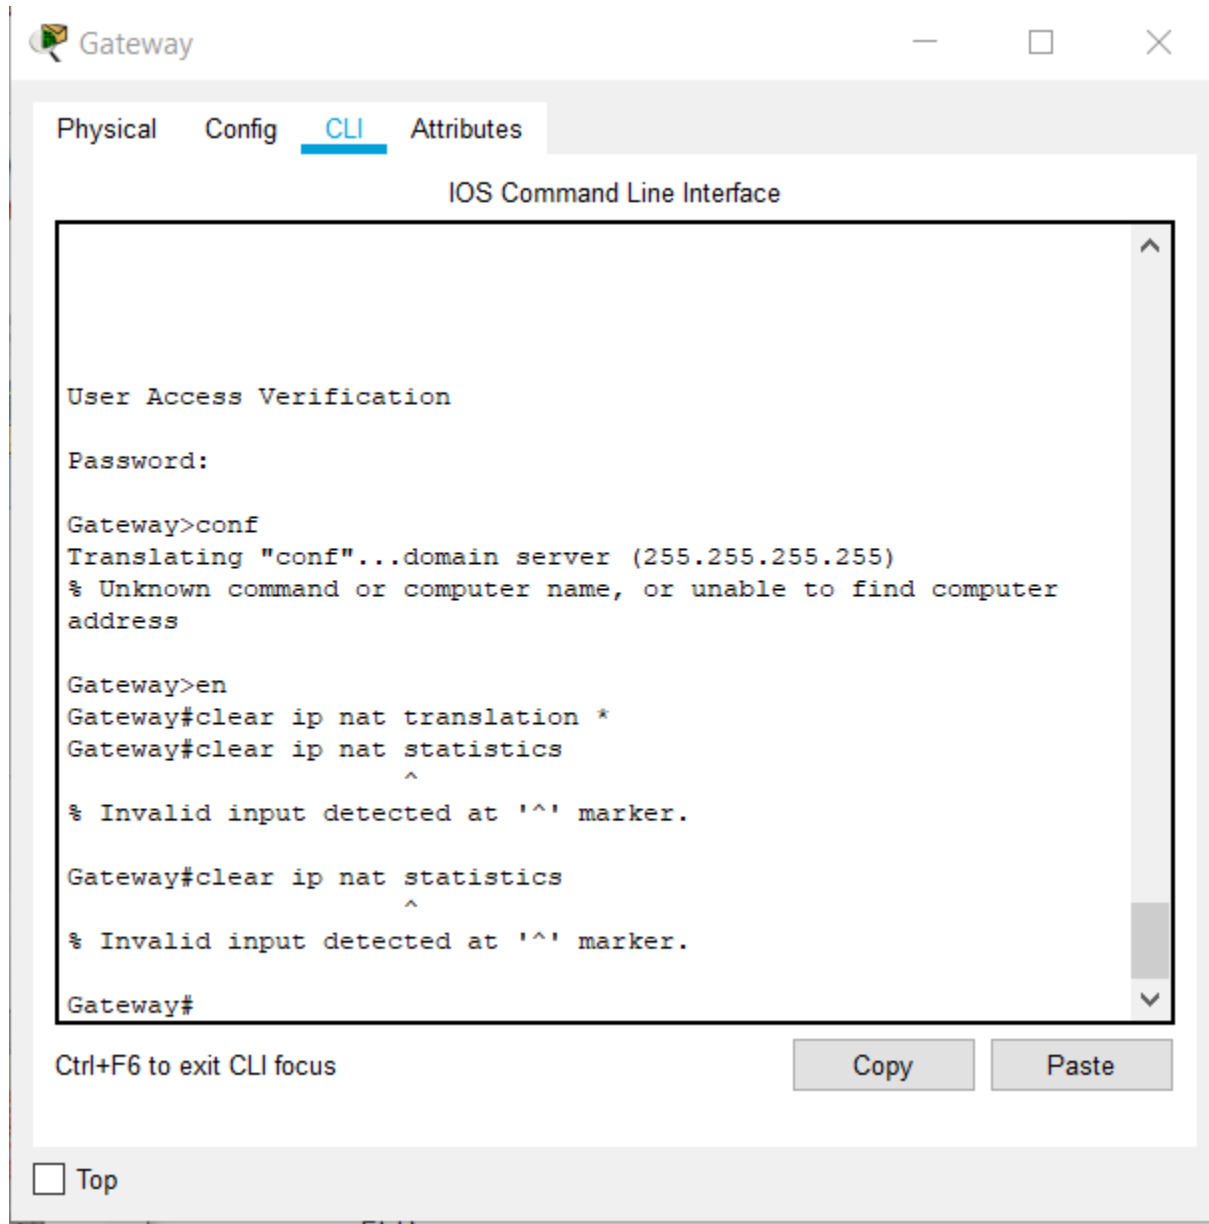 Gateway
Physical Config CLI Attributes
IOS Command Line Interface
User Access Verification
Password:
Gateway>conf
Translating "conf"...domain server (255.255.255.255)
% Unknown command or computer name, or unable to find computer
address
Gateway>en
Gateway#clear ip nat translation *
Gateway#clear ip nat statistics
^
% Invalid input detected at '^' marker.
Gateway#clear ip nat statistics
^
% Invalid input detected at '^' marker.
Gateway#
Ctrl+F6 to exit CLI focus
Copy Paste
Top